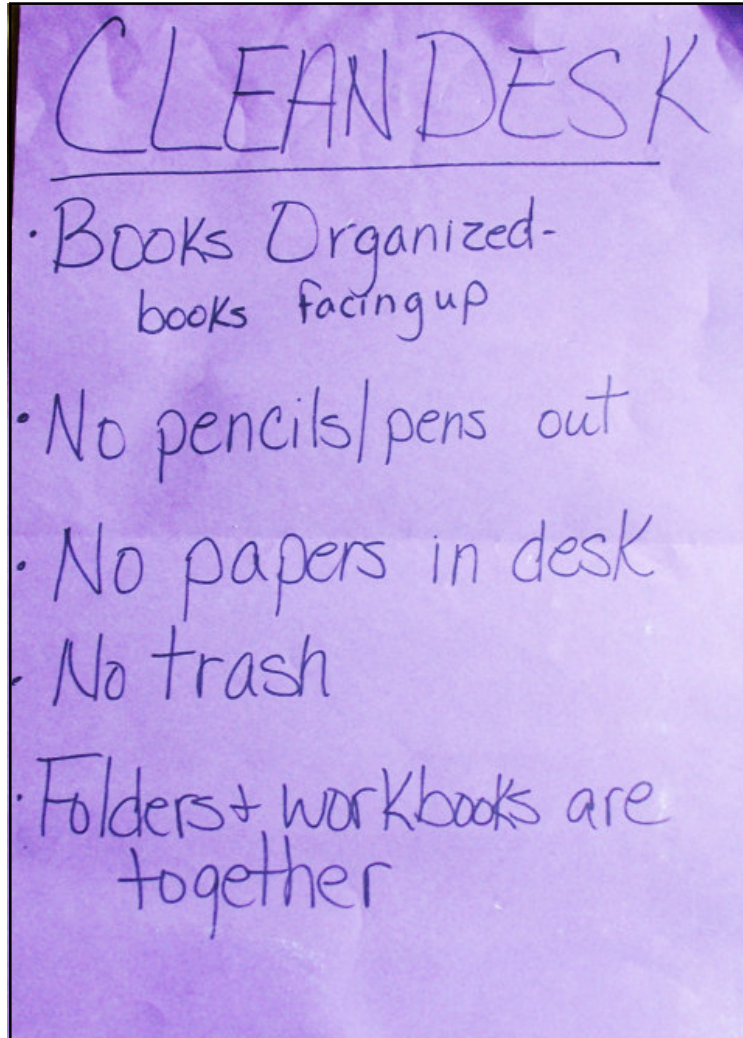 CLEAN DESK
· Books Organized-
books facing up
· No pencils/pens out
· No papers in desk
· No trash
· Folders + workbooks are
together